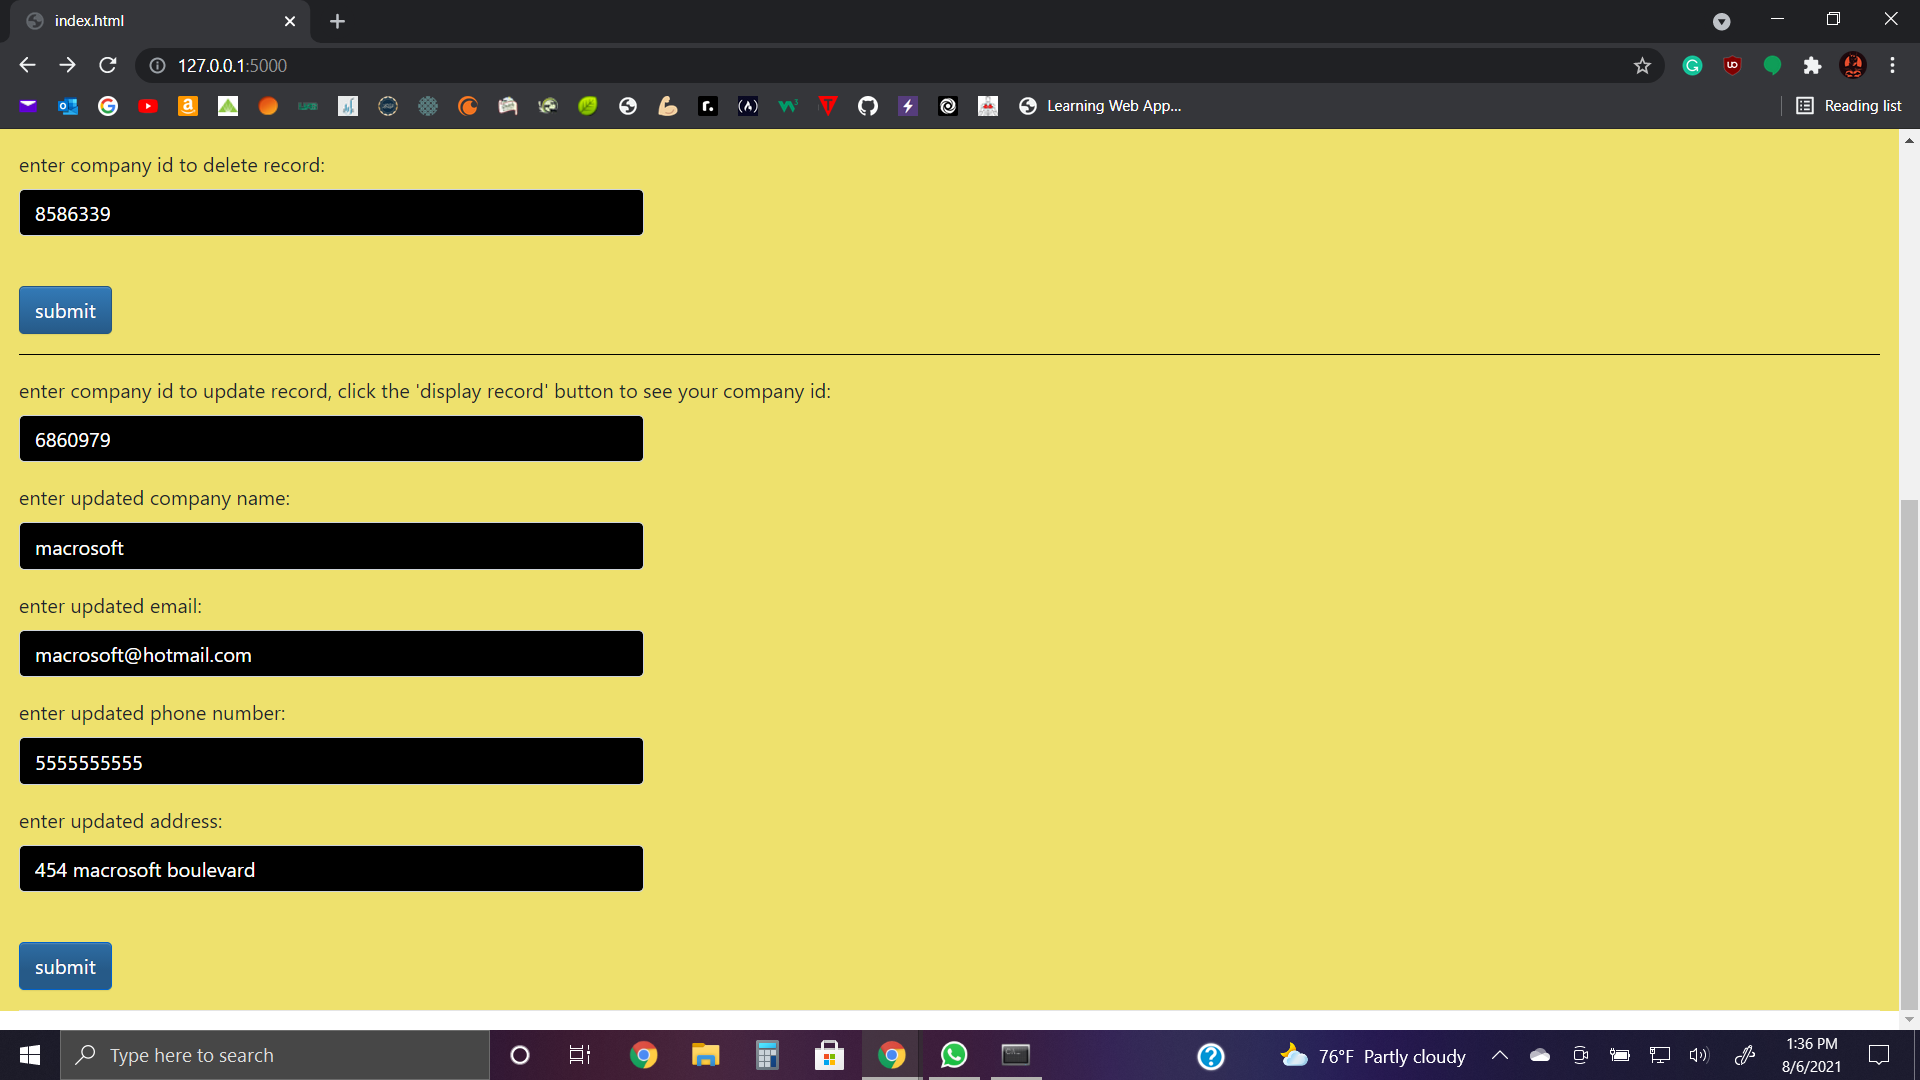 index.html
127.0.0.1:5000
Learning Web App...
Reading list
enter company id to delete record:
8586339
submit
enter company id to update record, click the 'display record' button to see your company id:
6860979
enter updated company name:
macrosoft
enter updated email:
macrosoft@hotmail.com
enter updated phone number:
5555555555
enter updated address:
454 macrosoft boulevard
submit
Type here to search
76°F Partly cloudy
1:36 PM
8/6/2021